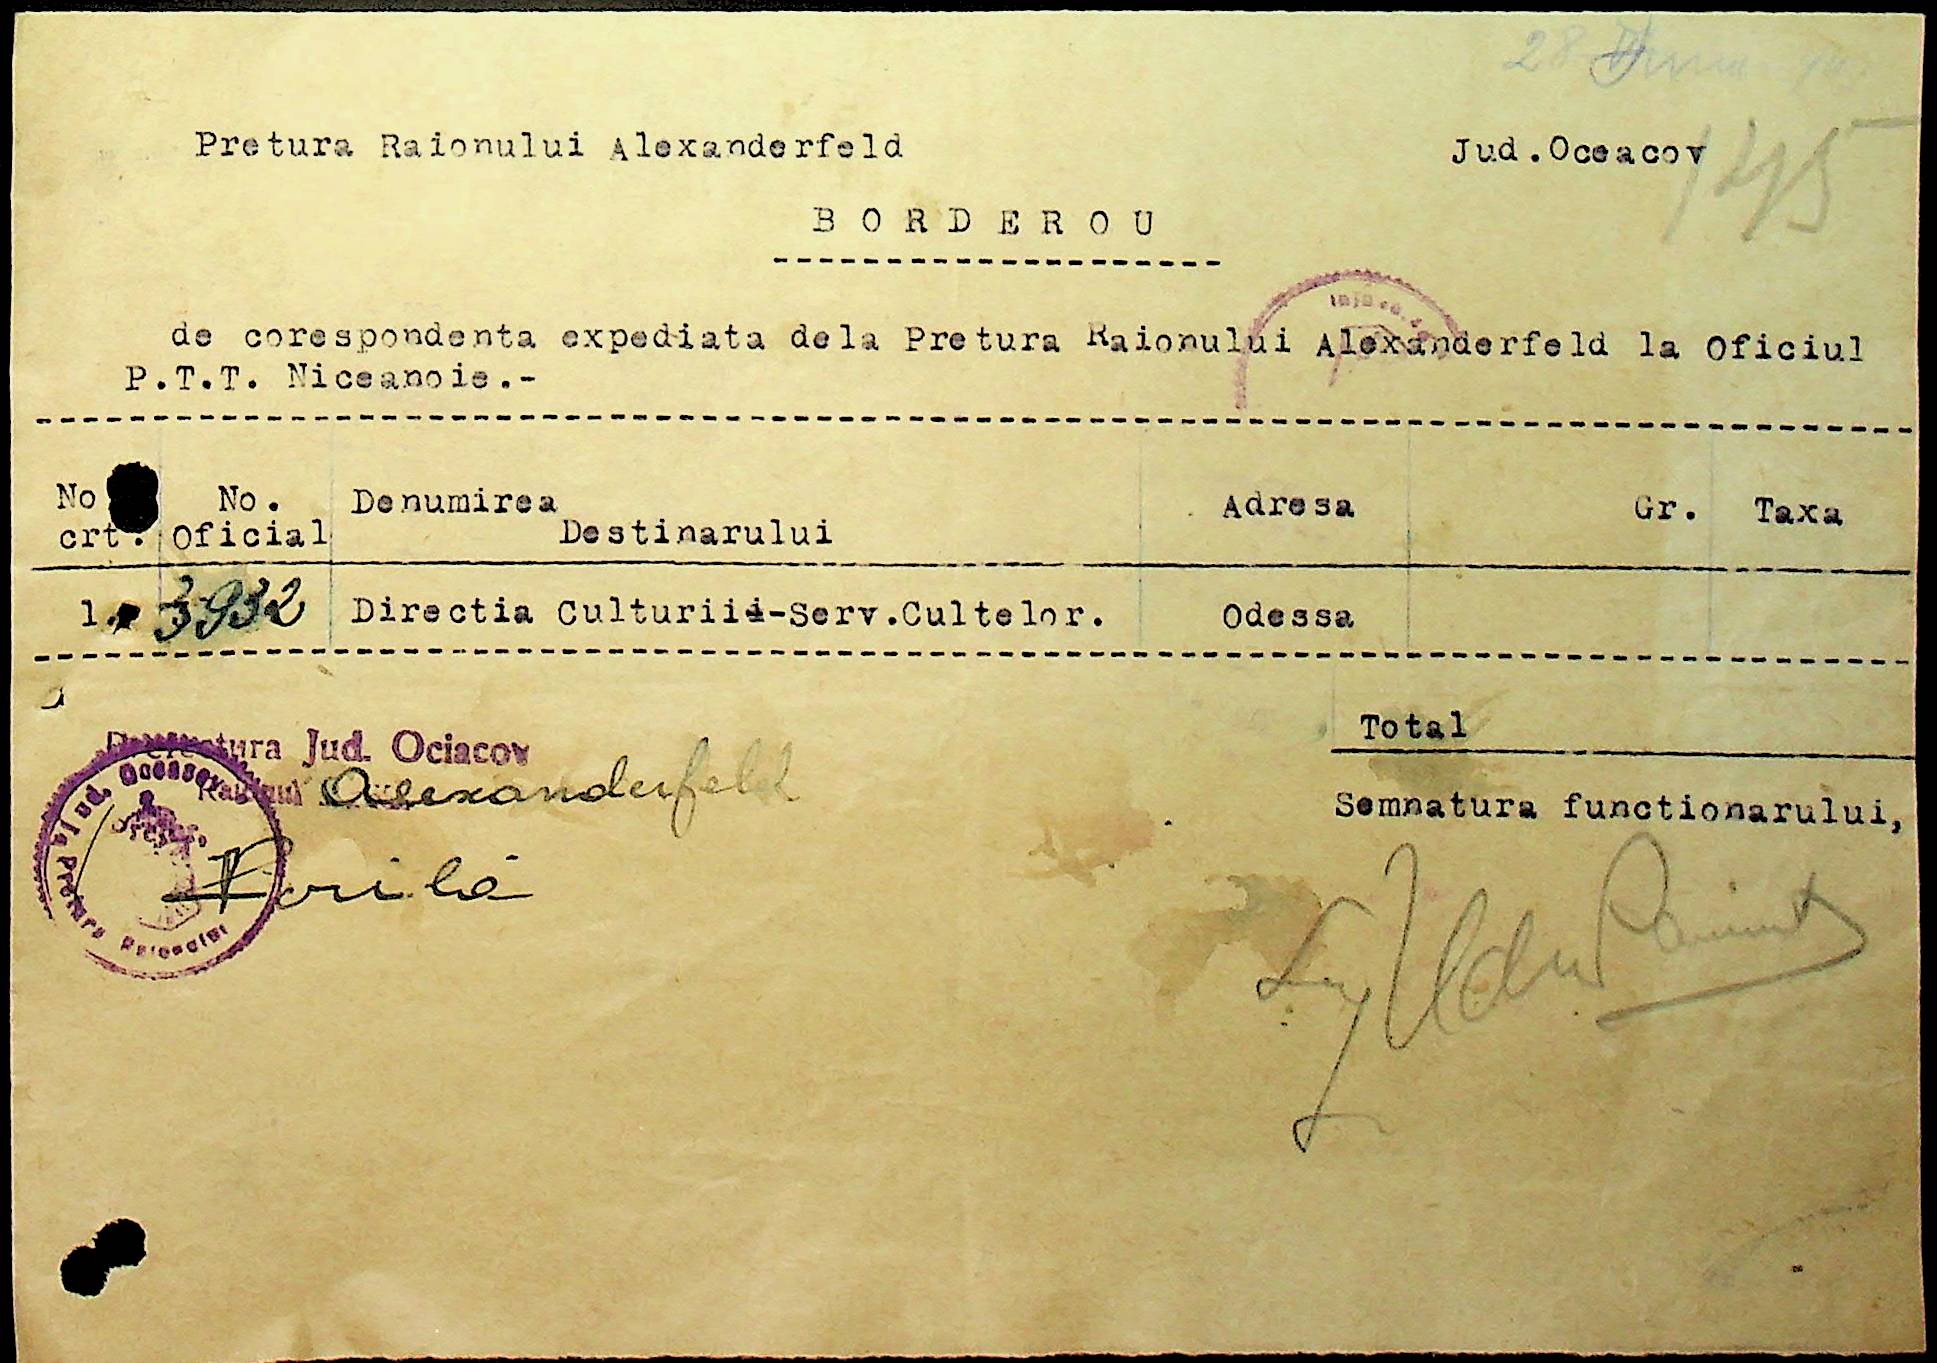 28
Pretura Raionului Alexanderfeld Jud.Oceacov
145
B O R D E R O U
de corespondenta expediata dela Pretura Raionului Alexanderfeld la Oficiul
P.T.T. Niceanoie.-
No No. Denumirea Adresa Gr. Taxa
crt. Oficial Destinarului
1. 3932 Directia Culturiii-Serv.Cultelor. Odessa
Total
Prefectura Jud. Ociacov
Raionul Alexanderfeld
Semnatura functionarului,